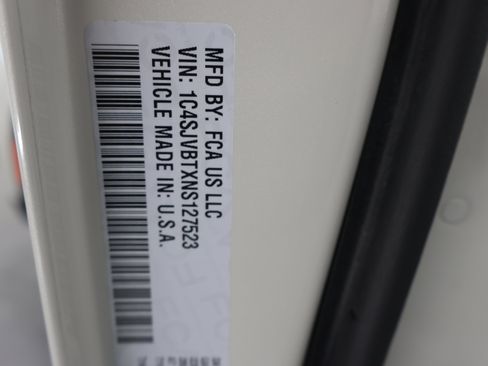 MFD BY: FCA US LLC
VIN: 1C4SJVBTXNS127523
VEHICLE MADE IN: U.S.A.